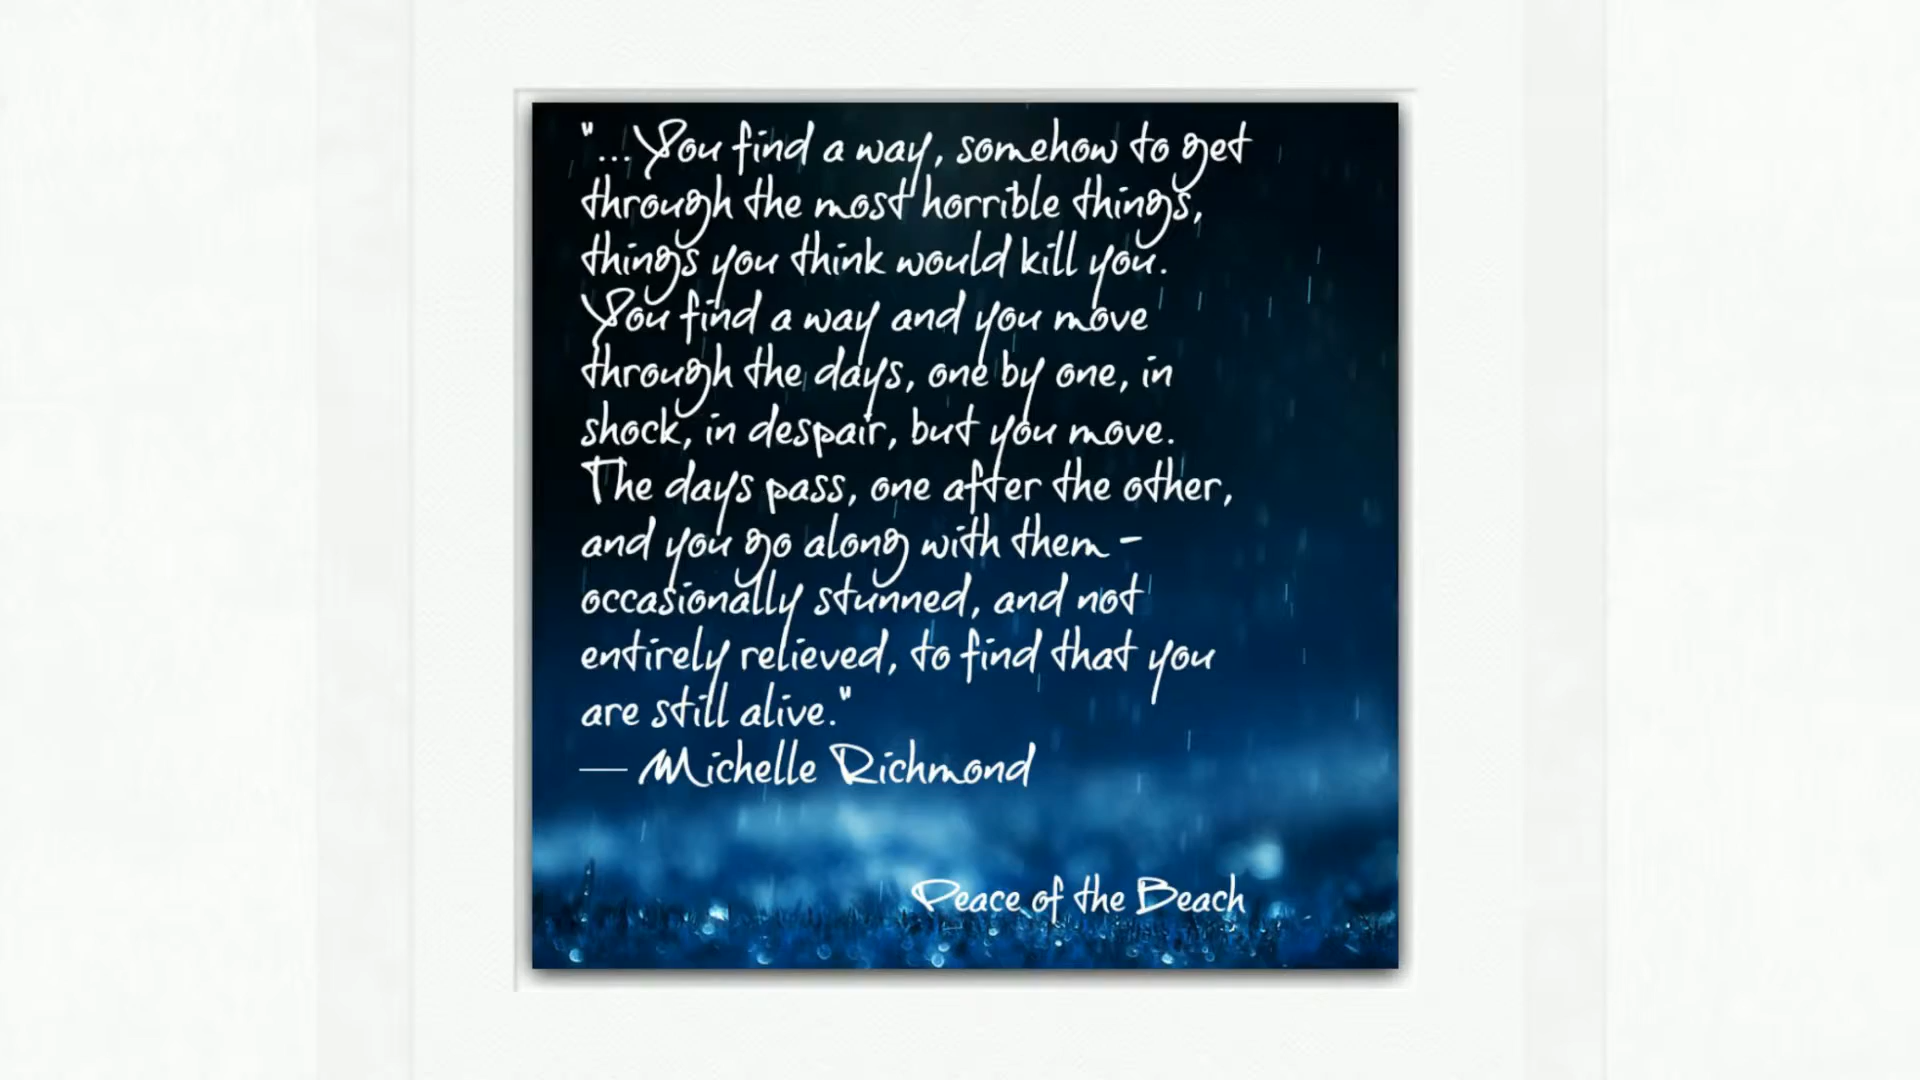 "...You find a way, somehow to get
through the most horrible things,
things you think would kill you.
You find a way and you move
through the days, one by one, in
shock, in despair, but you move.
The days pass, one after the other,
and you go along with them -
occasionally stunned, and not
entirely relieved, to find that you
are still alive."
— Michelle Richmond
Peace of the Beach